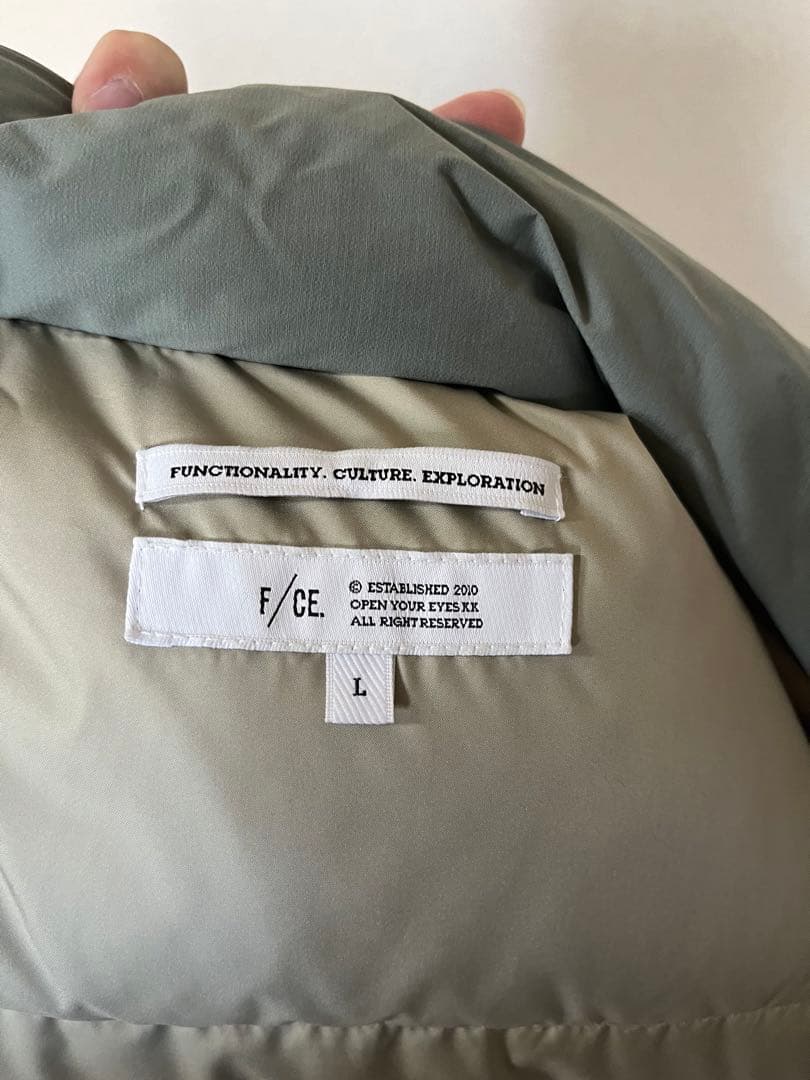 FUNCTIONALITY. CULTURE. EXPLORATION
F/CE.
© ESTABLISHED 2010
OPEN YOUR EYES KK
ALL RIGHT RESERVED
L